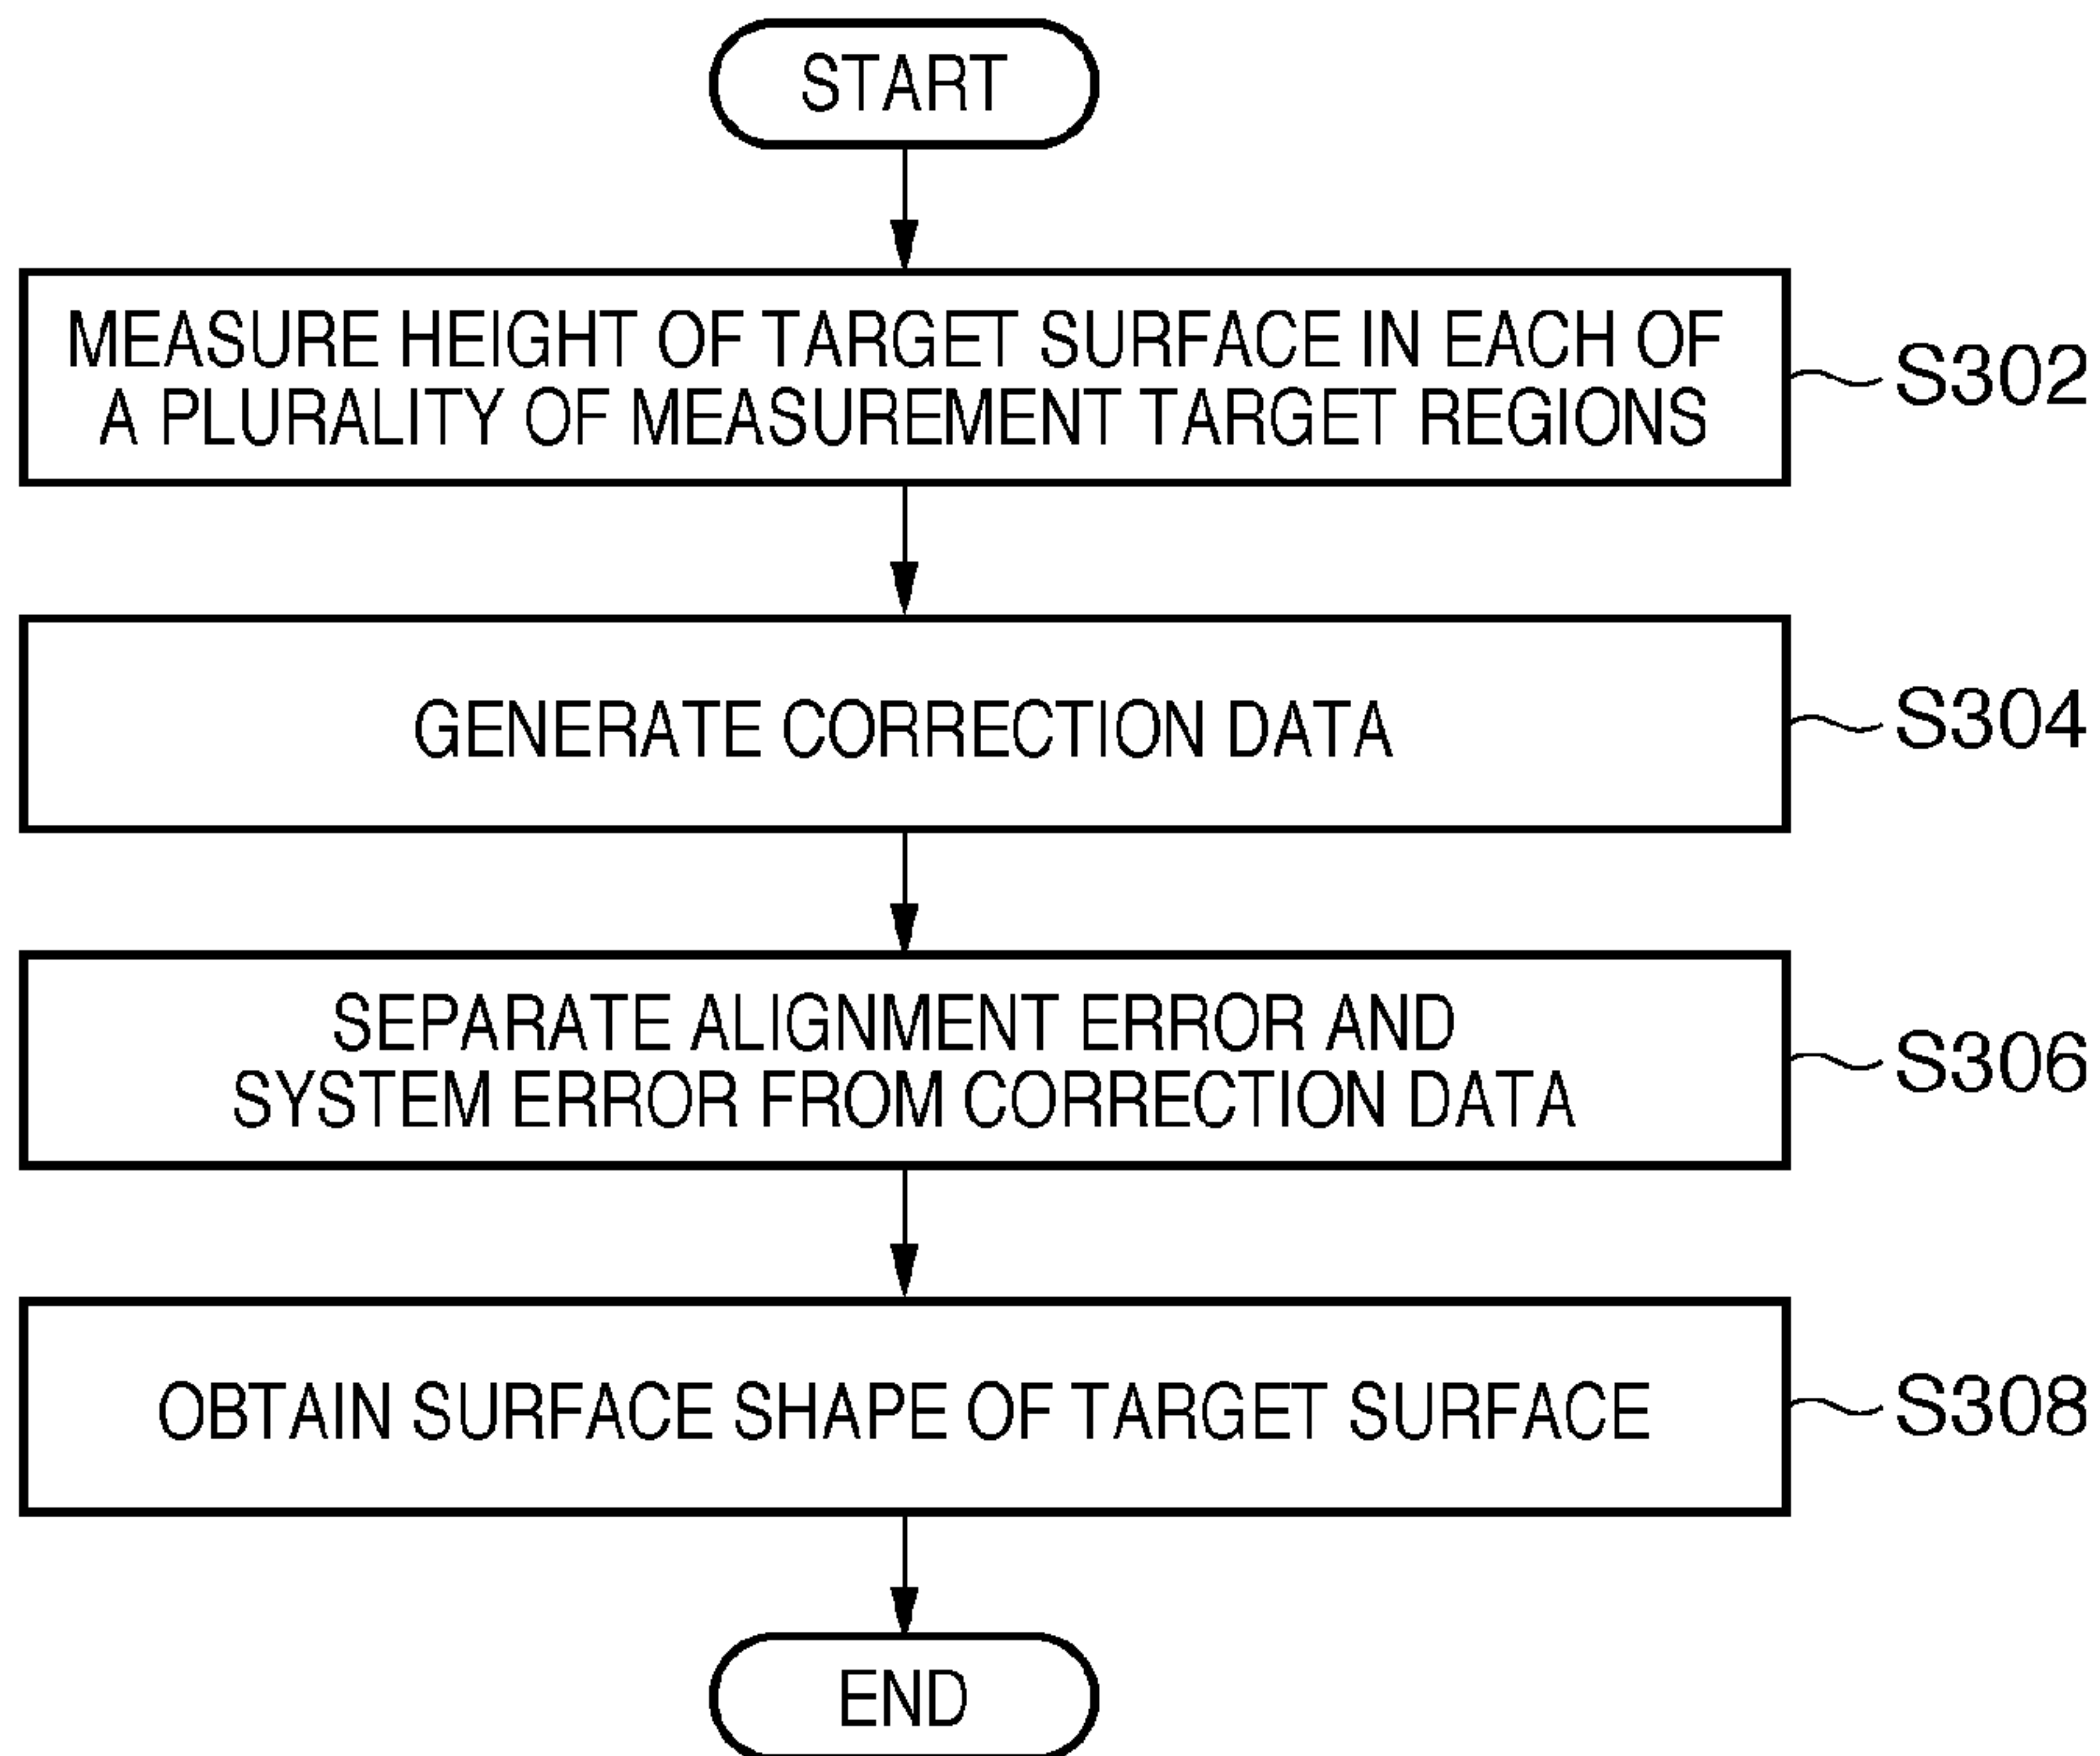 START
MEASURE HEIGHT OF TARGET SURFACE IN EACH OF
A PLURALITY OF MEASUREMENT TARGET REGIONS
S302
GENERATE CORRECTION DATA
S304
SEPARATE ALIGNMENT ERROR AND
SYSTEM ERROR FROM CORRECTION DATA
S306
OBTAIN SURFACE SHAPE OF TARGET SURFACE
S308
END